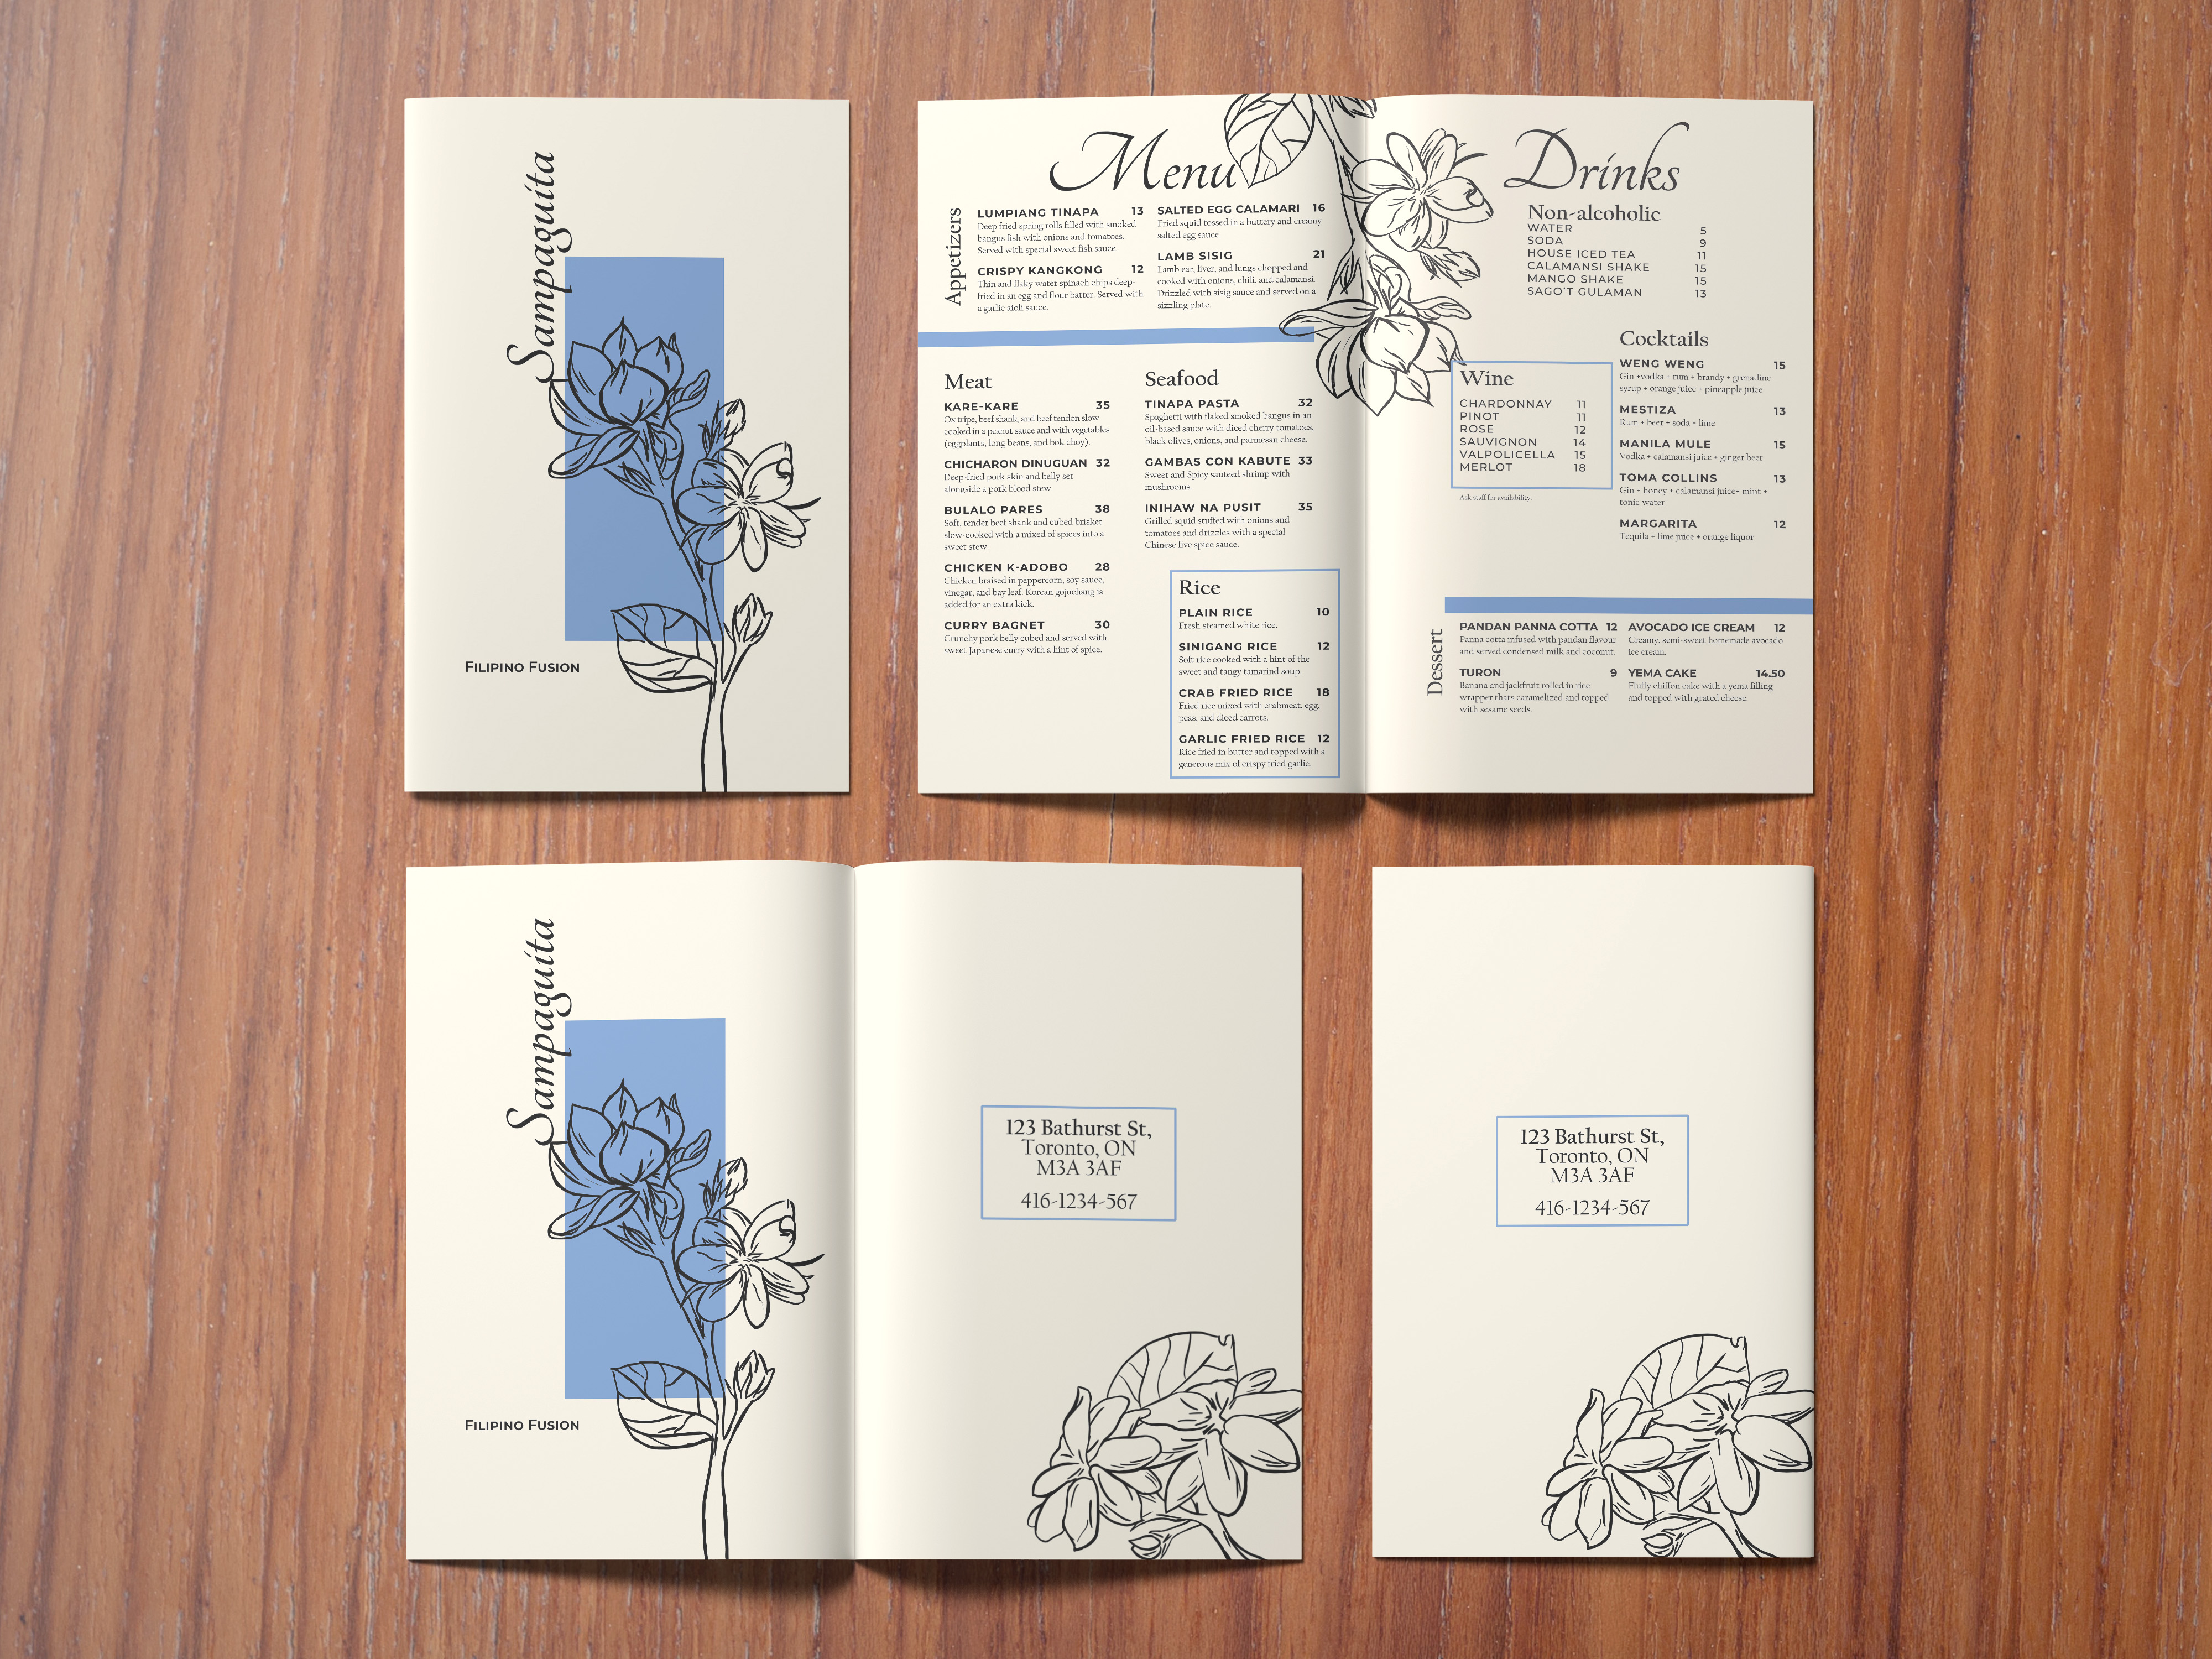 Sampaguita
FILIPINO FUSION
Menu
Appetizers
LUMPIANG TINAPA 13
Deep fried spring rolls filled with smoked
bangus fish with onions and tomatoes.
Served with special sweet fish sauce.
CRISPY KANGKONG 12
Thin and flaky water spinach chips deep-
fried in an egg and flour batter. Served with
a garlic aioli sauce.
SALTED EGG CALAMARI 16
Fried squid tossed in a buttery and creamy
salted egg sauce.
LAMB SISIG 21
Lamb ear, liver, and lungs chopped and
cooked with onions, chili, and calamansi.
Drizzled with sisig sauce and served on a
sizzling plate.
Meat
KARE-KARE 35
Ox tripe, beef shank, and beef tendon slow
cooked in a peanut sauce and with vegetables
(eggplants, long beans, and bok choy).
CHICHARON DINUGUAN 32
Deep-fried pork skin and belly set
alongside a pork blood stew.
BULALO PARES 38
Soft, tender beef shank and cubed brisket
slow-cooked with a mixed of spices into a
sweet stew.
CHICKEN K-ADOBO 28
Chicken braised in peppercorn, soy sauce,
vinegar, and bay leaf. Korean gojuchang is
added for an extra kick.
CURRY BAGNET 30
Crunchy pork belly cubed and served with
sweet Japanese curry with a hint of spice.
Seafood
TINAPA PASTA 32
Spaghetti with flaked smoked bangus in an
oil-based sauce with diced cherry tomatoes,
black olives, onions, and parmesan cheese.
GAMBAS CON KABUTE 33
Sweet and Spicy sauteed shrimp with
mushrooms.
INIHAW NA PUSIT 35
Grilled squid stuffed with onions and
tomatoes and drizzles with a special
Chinese five spice sauce.
Rice
PLAIN RICE 10
Fresh steamed white rice.
SINIGANG RICE 12
Soft rice cooked with a hint of the
sweet and tangy tamarind soup.
CRAB FRIED RICE 18
Fried rice mixed with crabmeat, egg,
peas, and diced carrots.
GARLIC FRIED RICE 12
Rice fried in butter and topped with a
generous mix of crispy fried garlic.
Drinks
Non-alcoholic
WATER 5
SODA 9
HOUSE ICED TEA 11
CALAMANSI SHAKE 15
MANGO SHAKE 15
SAGO'T GULAMAN 13
Wine
CHARDONNAY 11
PINOT 11
ROSE 12
SAUVIGNON 14
VALPOLICELLA 15
MERLOT 18
Ask staff for availability.
Cocktails
WENG WENG 15
Gin +vodka + rum + brandy + grenadine
syrup + orange juice + pineapple juice
MESTIZA 13
Rum + beer + soda + lime
MANILA MULE 15
Vodka + calamansi juice + ginger beer
TOMA COLLINS 13
Gin + honey + calamansi juice+ mint +
tonic water
MARGARITA 12
Tequila + lime juice + orange liquor
Dessert
PANDAN PANNA COTTA 12
Panna cotta infused with pandan flavour
and served condensed milk and coconut.
TURON 9
Banana and jackfruit rolled in rice
wrapper thats caramelized and topped
with sesame seeds.
AVOCADO ICE CREAM 12
Creamy, semi-sweet homemade avocado
ice cream.
YEMA CAKE 14.50
Fluffy chiffon cake with a yema filling
and topped with grated cheese.
Sampaguita
FILIPINO FUSION
123 Bathurst St,
Toronto, ON
M3A 3AF
416-1234-567
123 Bathurst St,
Toronto, ON
M3A 3AF
416-1234-567